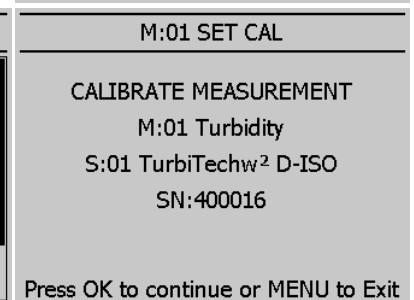 M:01 SET CAL
CALIBRATE MEASUREMENT
M:01 Turbidity
S:01 TurbiTechw² D-ISO
SN:400016
Press OK to continue or MENU to Exit